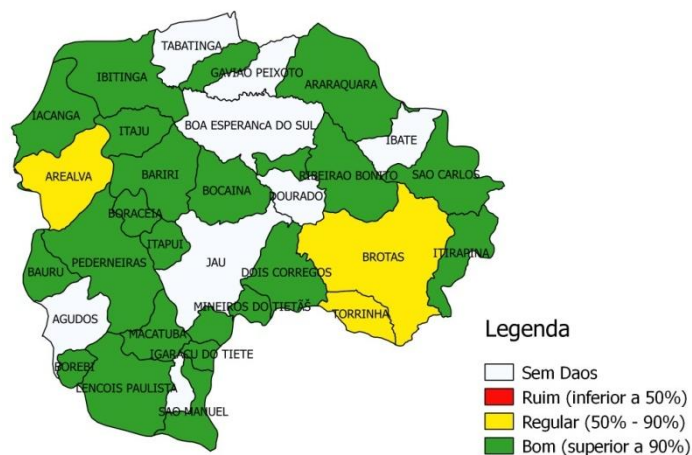 TABATINGA
IBITINGA
GAVIAO PEIXOTO
ARARAQUARA
IACANGA
ITAJU
BOA ESPERANcA DO SUL
IBATE
AREALVA
BARIRI
RIBEIRAO BONITO
SAO CARLOS
BOCAINA
DOURADO
BORACEIA
ITAPUI
BROTAS
ITIRAPINA
BAURU
PEDERNEIRAS
JAU
DOIS CORREGOS
MINEIROS DO TIETÃŠ
AGUDOS
TORRINHA
MACATUBA
IGARACU DO TIETE
BOREBI
LENCOIS PAULISTA
SAO MANUEL
Legenda
Sem Daos
Ruim (inferior a 50%)
Regular (50% - 90%)
Bom (superior a 90%)